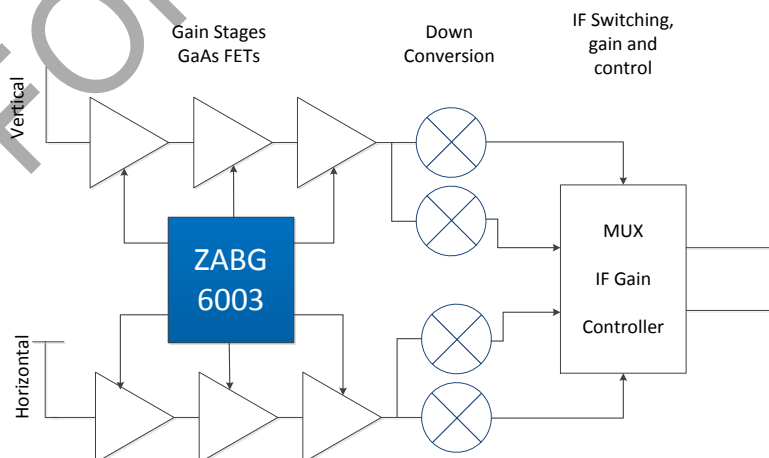 Gain Stages
GaAs FETs
Down
Conversion
IF Switching,
gain and
control
Vertical
ZABG
6003
MUX
IF Gain
Controller
Horizontal